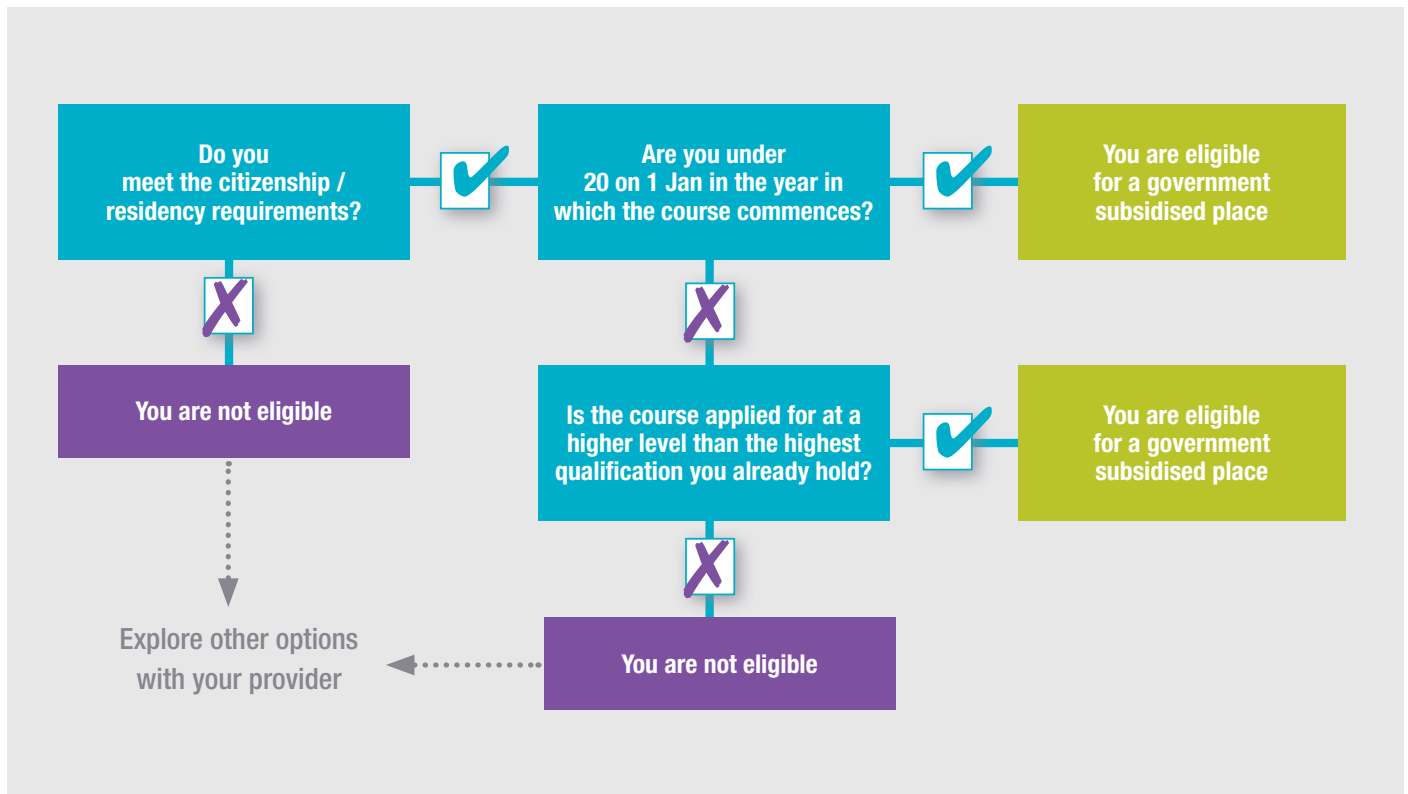 Do you
meet the citizenship /
residency requirements?
Are you under
20 on 1 Jan in the year in
which the course commences?
You are eligible
for a government
subsidised place
You are not eligible
Is the course applied for at a
higher level than the highest
qualification you already hold?
You are eligible
for a government
subsidised place
Explore other options
with your provider
You are not eligible